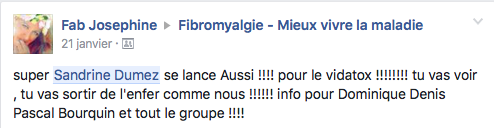 Fab Josephine ▸ Fibromyalgie - Mieux vivre la maladie
21 janvier ·
super Sandrine Dumez se lance Aussi !!!! pour le vidatox !!!!!!!! tu vas voir
, tu vas sortir de l'enfer comme nous !!!!!! info pour Dominique Denis
Pascal Bourquin et tout le groupe !!!!